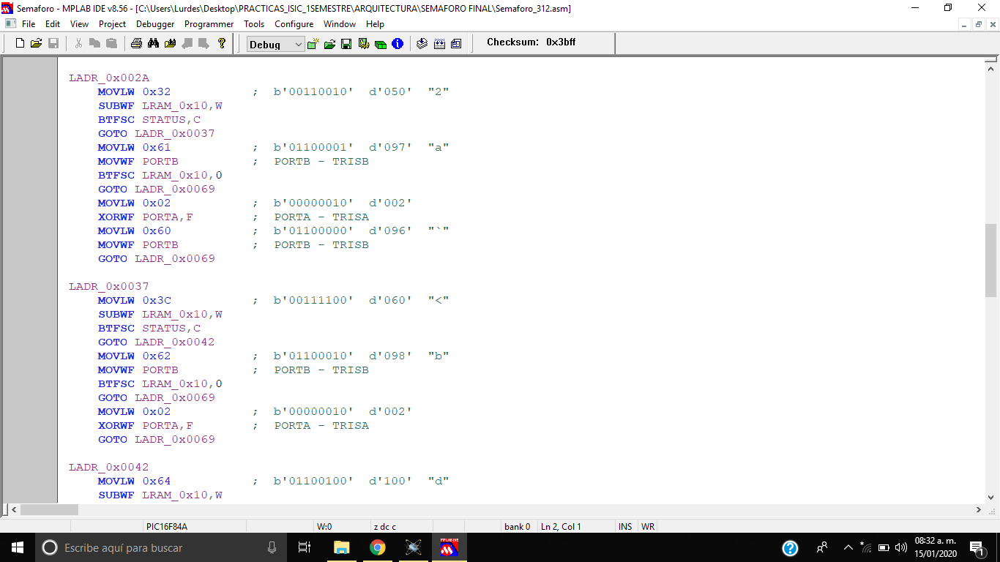 Semaforo - MPLAB IDE v8.56 - [C:\Users\Lurdes\Desktop\PRACTICAS_ISIC_1SEMESTRE\ARQUITECTURA\SEMAFORO FINAL\Semaforo_312.asm]
File Edit View Project Debugger Programmer Tools Configure Window Help
Debug Checksum: 0x3bff
LADR_0x002A
MOVLW 0x32 ; b'00110010' d'050' "2"
SUBWF LRAM_0x10,W
BTFSC STATUS,C
GOTO LADR_0x0037
MOVLW 0x61 ; b'01100001' d'097' "a"
MOVWF PORTB ; PORTB - TRISB
BTFSC LRAM_0x10,0
GOTO LADR_0x0069
MOVLW 0x02 ; b'00000010' d'002'
XORWF PORTA,F ; PORTA - TRISA
MOVLW 0x60 ; b'01100000' d'096' "`"
MOVWF PORTB ; PORTB - TRISB
GOTO LADR_0x0069
LADR_0x0037
MOVLW 0x3C ; b'00111100' d'060' "<"
SUBWF LRAM_0x10,W
BTFSC STATUS,C
GOTO LADR_0x0042
MOVLW 0x62 ; b'01100010' d'098' "b"
MOVWF PORTB ; PORTB - TRISB
BTFSC LRAM_0x10,0
GOTO LADR_0x0069
MOVLW 0x02 ; b'00000010' d'002'
XORWF PORTA,F ; PORTA - TRISA
GOTO LADR_0x0069
LADR_0x0042
MOVLW 0x64 ; b'01100100' d'100' "d"
SUBWF LRAM_0x10,W
PIC16F84A W:0 z dc c bank 0 Ln 2, Col 1 INS WR
Escribe aquí para buscar
MPLAB IDE
08:32 a. m.
15/01/2020
1